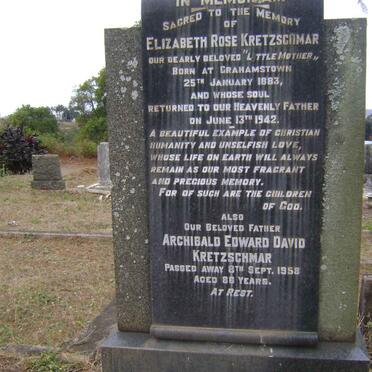 IN MEMORIAM
SACRED TO THE MEMORY
OF
ELIZABETH ROSE KRETZSCHMAR
OUR DEARLY BELOVED "LITTLE MOTHER",
BORN AT GRAHAMSTOWN
25TH JANUARY 1883,
AND WHOSE SOUL
RETURNED TO OUR HEAVENLY FATHER
ON JUNE 13TH 1942.
A BEAUTIFUL EXAMPLE OF CHRISTIAN
HUMANITY AND UNSELFISH LOVE,
WHOSE LIFE ON EARTH WILL ALWAYS
REMAIN AS OUR MOST FRAGRANT
AND PRECIOUS MEMORY.
FOR OF SUCH ARE THE CHILDREN
OF GOD.
ALSO
OUR BELOVED FATHER
ARCHIBALD EDWARD DAVID
KRETZSCHMAR
PASSED AWAY 8TH SEPT. 1958
AGED 86 YEARS.
AT REST.